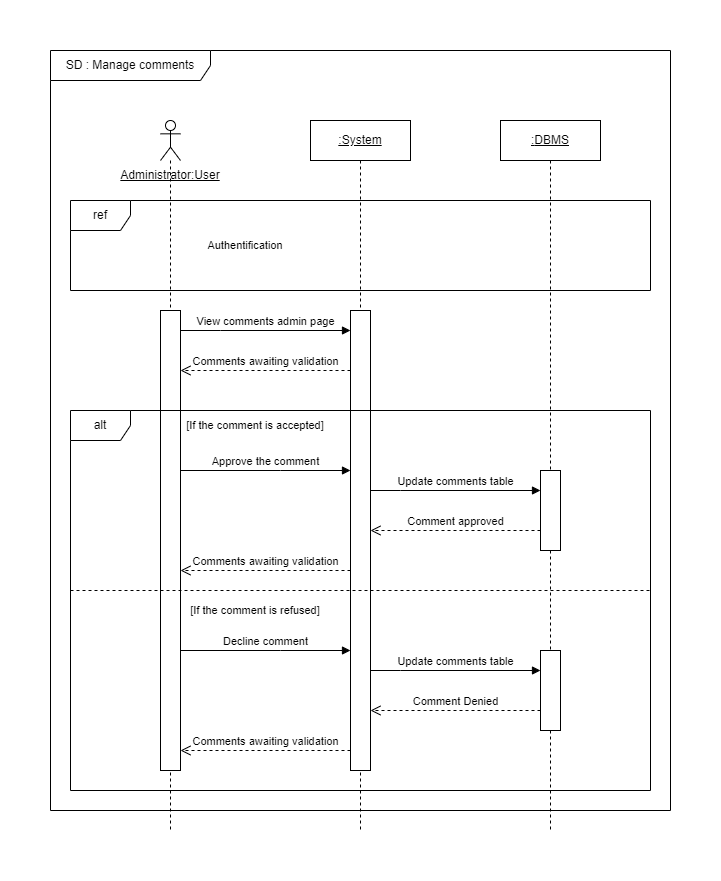 SD : Manage comments
:System
:DBMS
Administrator:User
ref
Authentification
View comments admin page
Comments awaiting validation
alt
[If the comment is accepted]
Approve the comment
Update comments table
Comment approved
Comments awaiting validation
[If the comment is refused]
Decline comment
Update comments table
Comment Denied
Comments awaiting validation